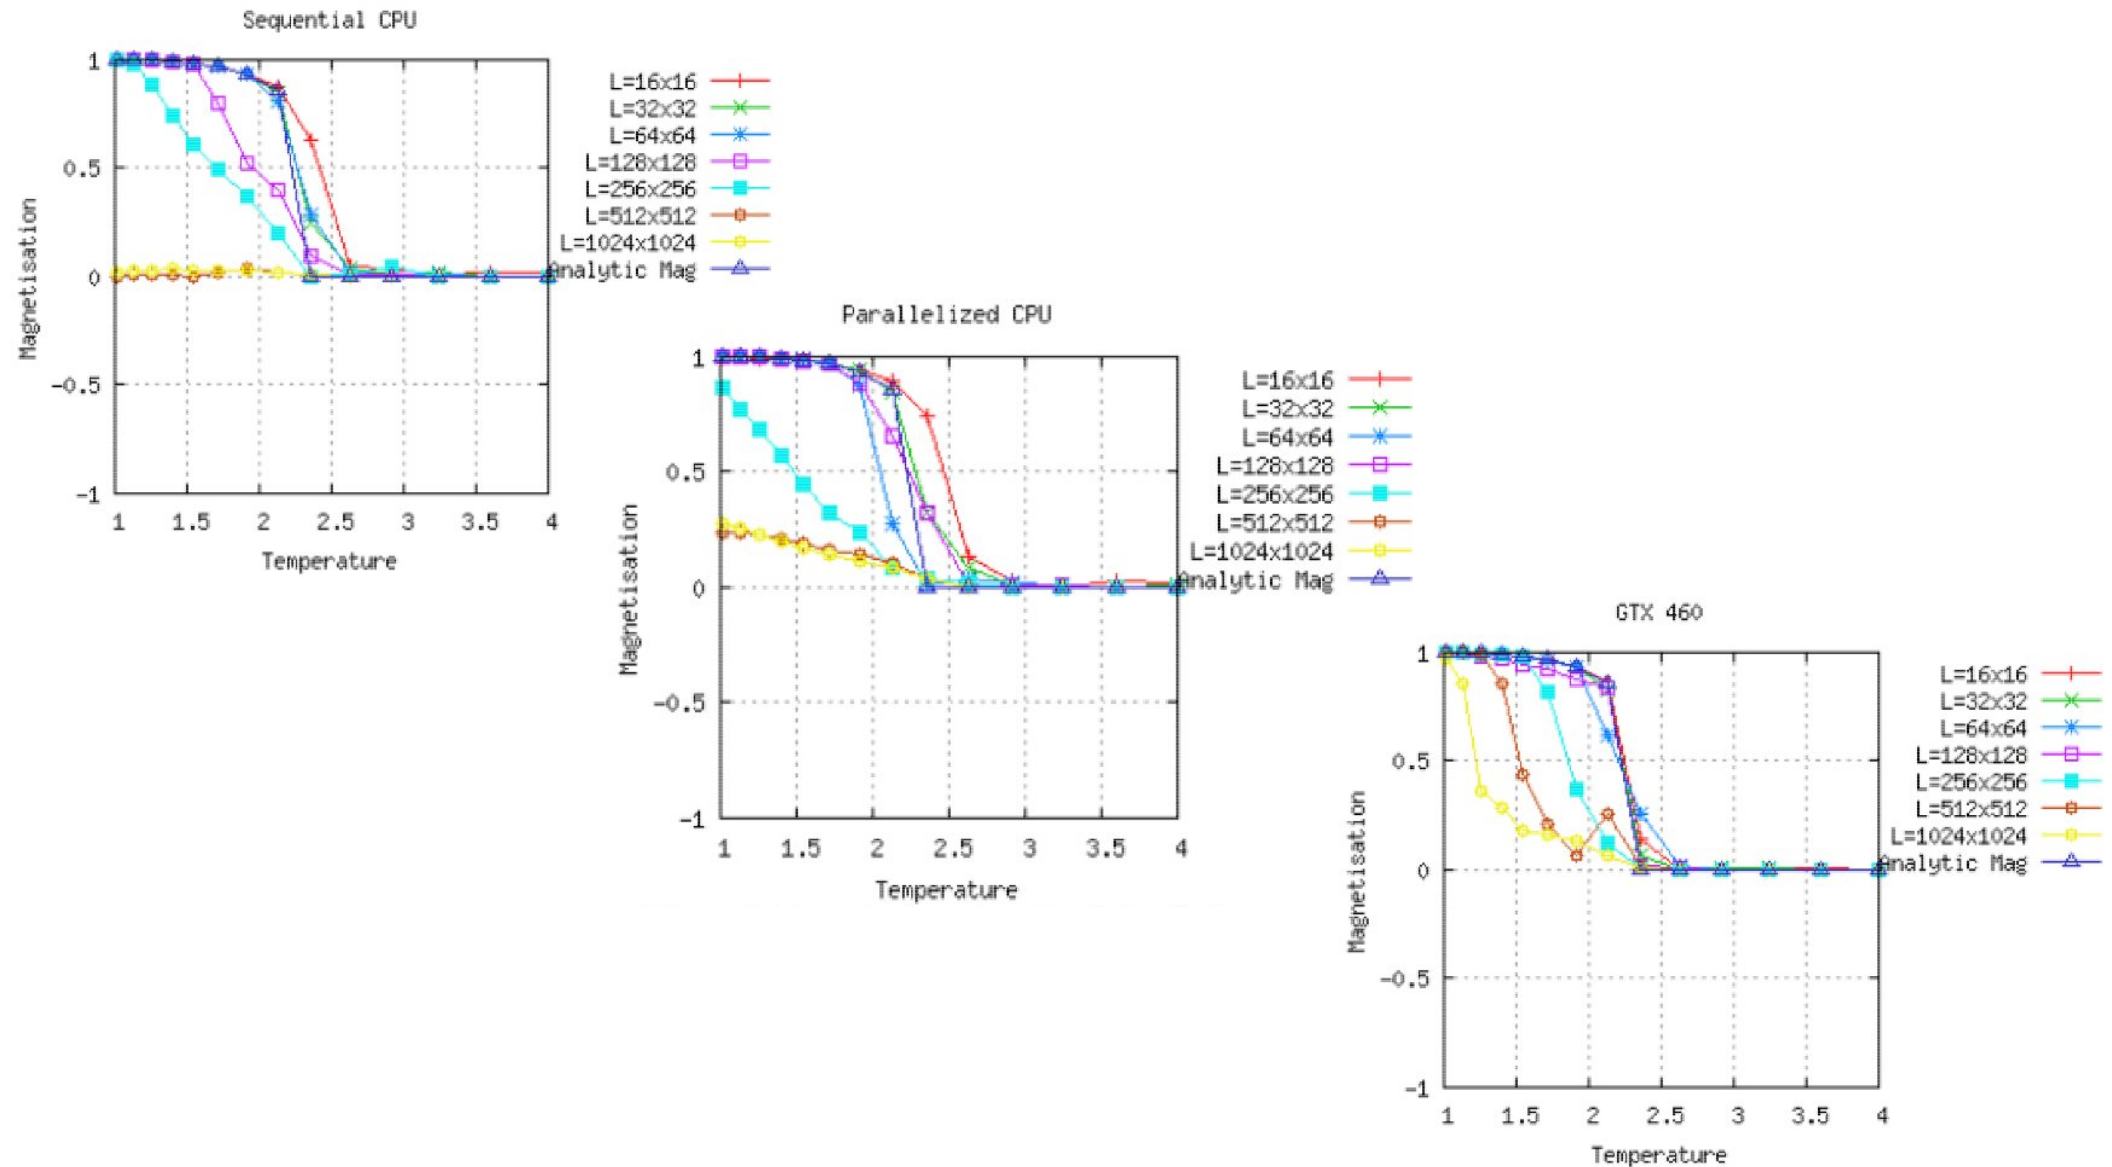 Sequential CPU
1
0.5
0
-0.5
-1
1 1.5 2 2.5 3 3.5 4
Magnetisation
Temperature
L=16x16
L=32x32
L=64x64
L=128x128
L=256x256
L=512x512
L=1024x1024
Analytic Mag
Parallelized CPU
1
0.5
0
-0.5
-1
1 1.5 2 2.5 3 3.5 4
Magnetisation
Temperature
L=16x16
L=32x32
L=64x64
L=128x128
L=256x256
L=512x512
L=1024x1024
Analytic Mag
GTX 460
1
0.5
0
-0.5
-1
1 1.5 2 2.5 3 3.5 4
Magnetisation
Temperature
L=16x16
L=32x32
L=64x64
L=128x128
L=256x256
L=512x512
L=1024x1024
Analytic Mag